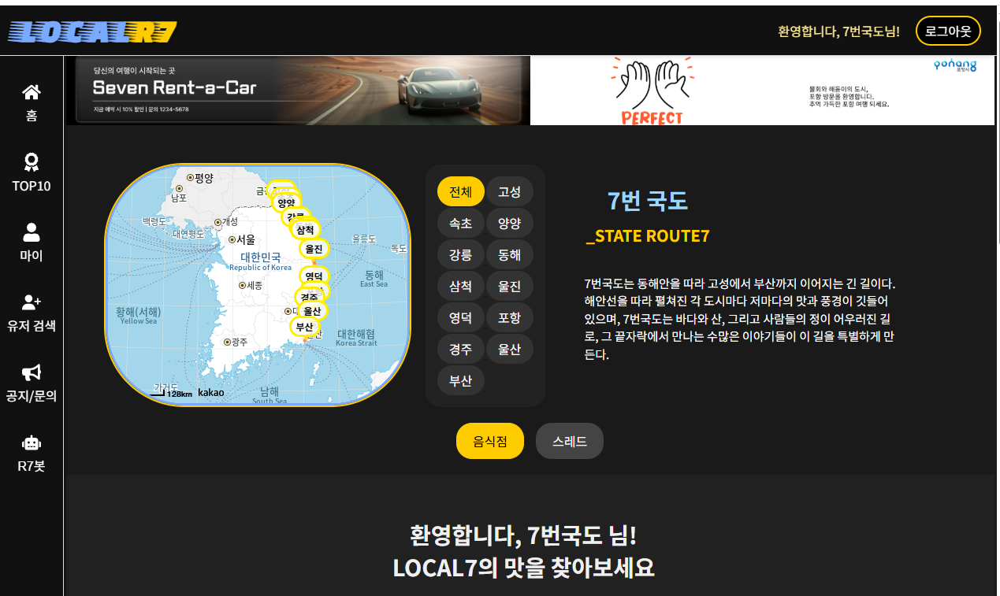 LOCALR7
환영합니다, 7번국도님!
로그아웃
홈
TOP10
마이
유저 검색
공지/문의
R7봇
당신의 여행이 시작되는 곳
Seven Rent-a-Car
지금 예약 시 10% 할인 | 문의 1234-5678
PERFECT
물회와 해돋이의 도시,
포항 방문을 환영합니다.
추억 가득한 포항 여행 되세요.
pohang
포항시
평양
남포
백령도
대연평도
개성
서울
대한민국
Republic of Korea
세종
광주
황해(서해)
Yellow Sea
가거도
128km
kakao
남해
South Sea
대한해협
Korea Strait
동해
East Sea
울릉도
독도
양양
삼척
울진
영덕
경주
울산
부산
전체
고성
속초
양양
강릉
동해
삼척
울진
영덕
포항
경주
울산
부산
7번 국도
_STATE ROUTE7
7번국도는 동해안을 따라 고성에서 부산까지 이어지는 긴 길이다.
해안선을 따라 펼쳐진 각 도시마다 저마다의 맛과 풍경이 깃들어
있으며, 7번국도는 바다와 산, 그리고 사람들의 정이 어우러진 길
로, 그 끝자락에서 만나는 수많은 이야기들이 이 길을 특별하게 만
든다.
음식점
스레드
환영합니다, 7번국도 님!
LOCAL7의 맛을 찾아보세요